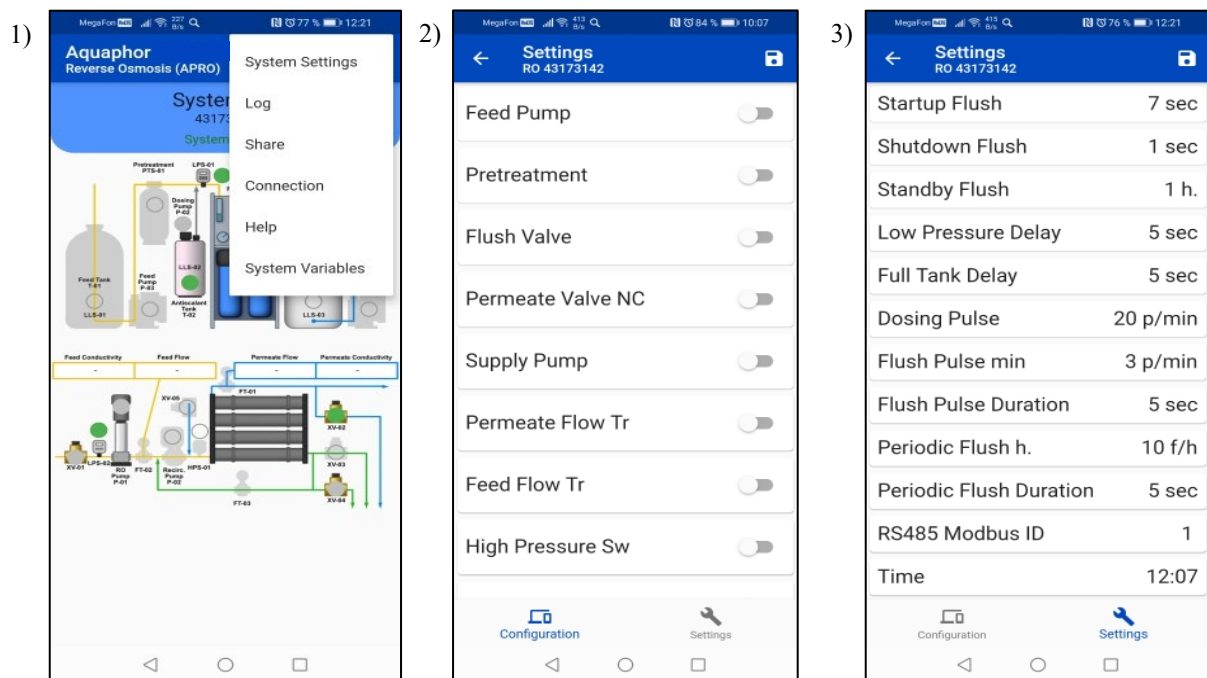 1)
MegaFon 227 B/s 77 % 12:21
Aquaphor
Reverse Osmosis (APRO)
System Settings
Log
Share
Connection
Help
System Variables
Syste
4317
System
Pretreatment
PTS-01
LPS-01
Dosing
Pump
P-02
Feed Tank
T-01
LLS-01
Feed
Pump
P-03
LLS-02
Antiscalant
Tank
T-02
LLS-03
Feed Conductivity Feed Flow Permeate Flow Permeate Conductivity
- - - -
FT-01
XV-05
XV-02
XV-01
LPS-02
RO
Pump
P-01
FT-02
Recirc.
Pump
P-02
HPS-01
XV-03
FT-03
XV-04
2)
MegaFon 413 B/s 84 % 10:07
Settings
RO 43173142
Feed Pump
Pretreatment
Flush Valve
Permeate Valve NC
Supply Pump
Permeate Flow Tr
Feed Flow Tr
High Pressure Sw
Configuration Settings
3)
MegaFon 415 B/s 76 % 12:21
Settings
RO 43173142
Startup Flush 7 sec
Shutdown Flush 1 sec
Standby Flush 1 h.
Low Pressure Delay 5 sec
Full Tank Delay 5 sec
Dosing Pulse 20 p/min
Flush Pulse min 3 p/min
Flush Pulse Duration 5 sec
Periodic Flush h. 10 f/h
Periodic Flush Duration 5 sec
RS485 Modbus ID 1
Time 12:07
Configuration Settings